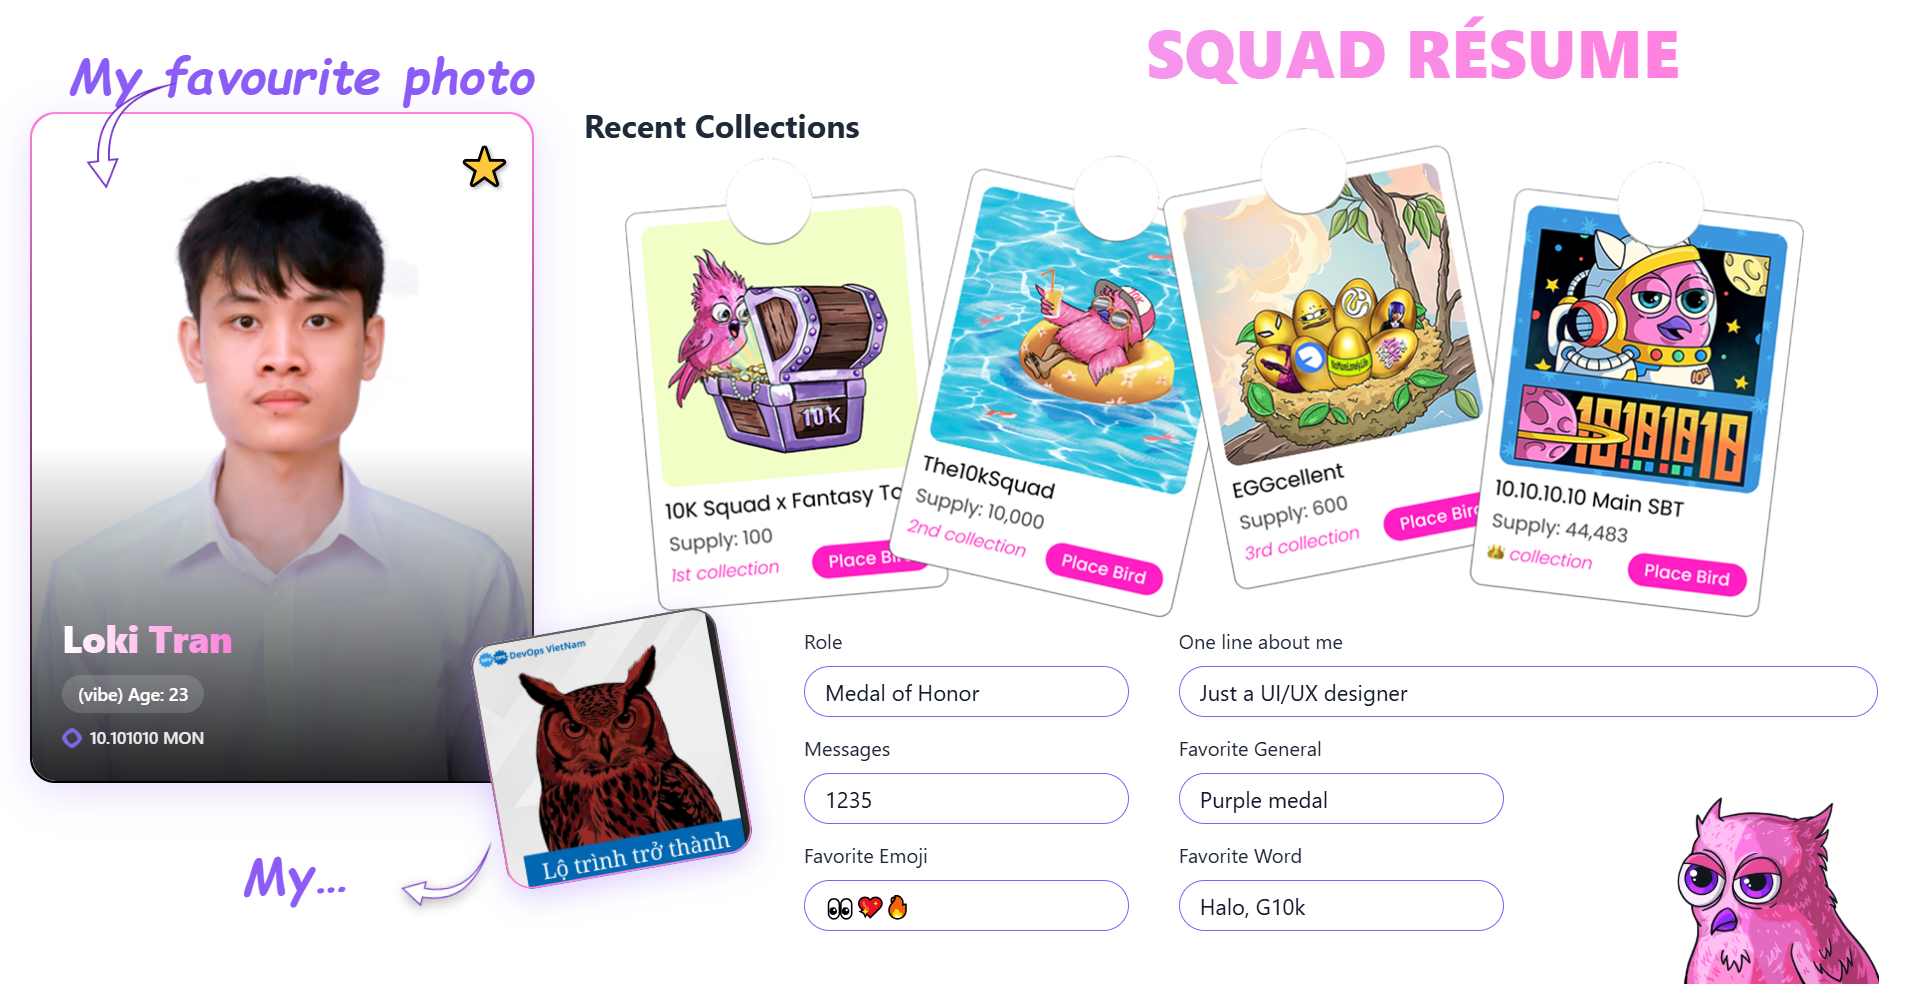 SQUAD RÉSUME
My favourite photo
Recent Collections
10K
10K Squad x Fantasy To
Supply: 100
1st collection
Place Bi
The10kSquad
Supply: 10,000
2nd collection
Place Bird
EGGcellent
Supply: 600
3rd collection
Place Bird
10101010
10.10.10.10 Main SBT
Supply: 44,483
collection
Place Bird
Loki Tran
(vibe) Age: 23
10.101010 MON
DevOps VietNam
Lộ trình trở thành
My...
Role
Medal of Honor
One line about me
Just a UI/UX designer
Messages
1235
Favorite General
Purple medal
Favorite Emoji
👀💖🔥
Favorite Word
Halo, G10k